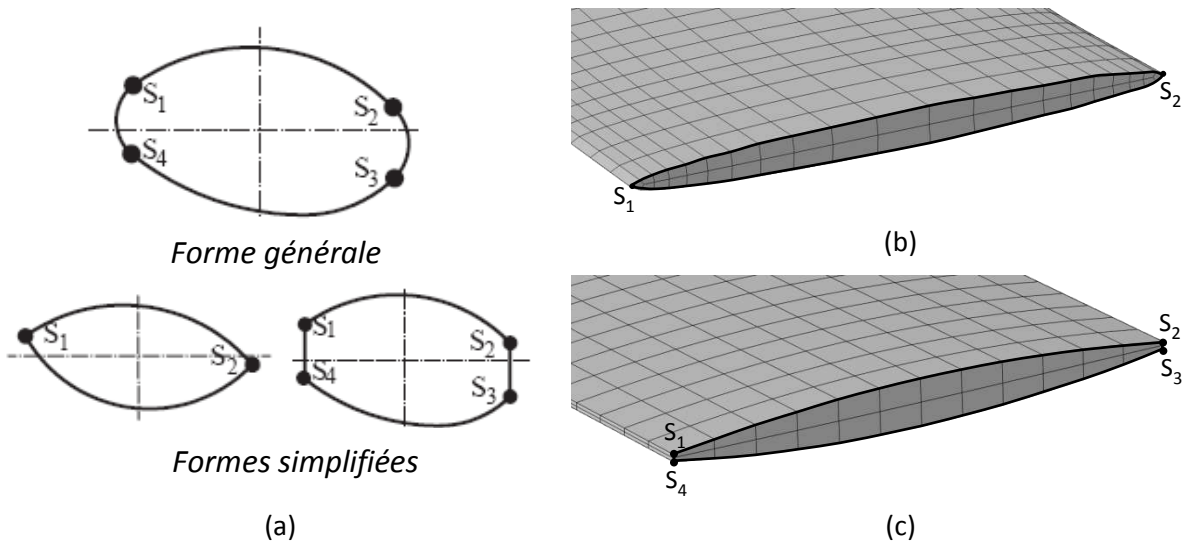 S1
S2
S4
S3
Forme générale
S1
S2
S1
S2
S4
S3
Formes simplifiées
(a)
S2
S1
(b)
S2
S3
S1
S4
(c)